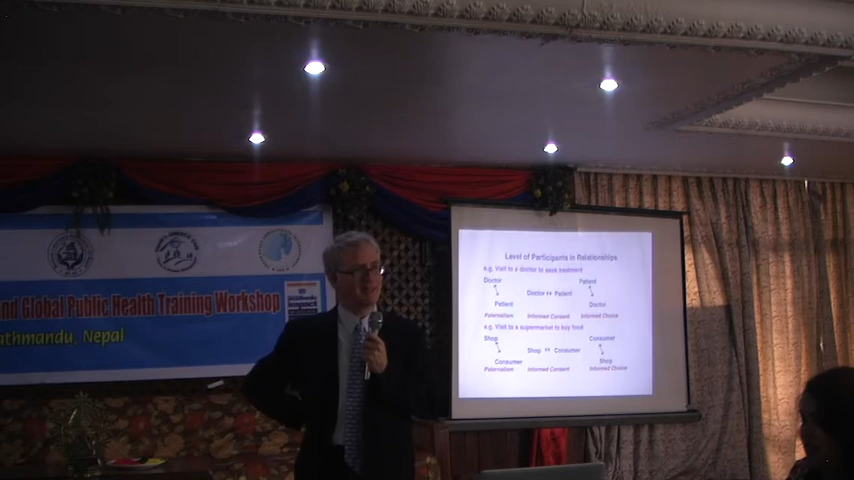 and Global Public Health Training Workshop
athmandu, Nepal
Level of Participants in Relationships
e.g. Visit to a doctor to seek treatment
Doctor Patient
Doctor ↔ Patient
Patient Doctor
Paternalism Informed Consent Informed Choice
e.g. Visit to a supermarket to buy food
Shop Consumer
Shop ↔ Consumer
Consumer Shop
Paternalism Informed Consent Informed Choice